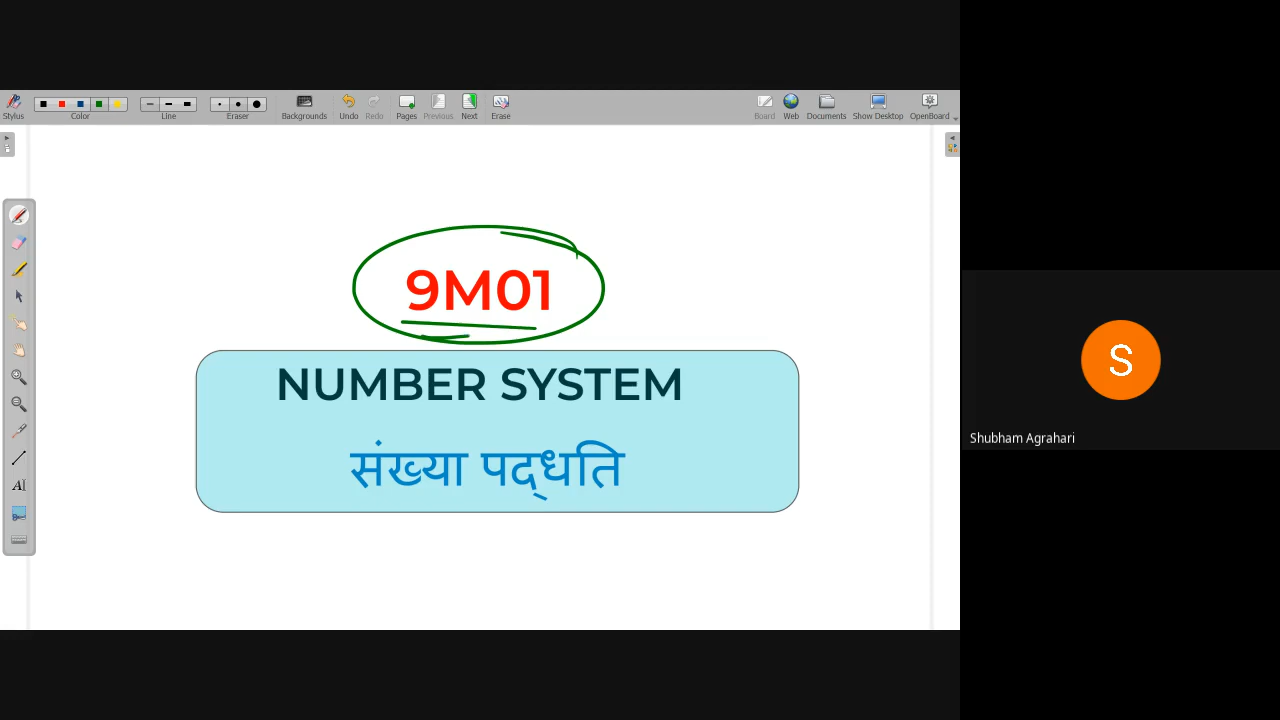 Stylus Color Line Eraser Backgrounds Undo Redo Pages Previous Next Erase Board Web Documents Show Desktop OpenBoard
9M01
NUMBER SYSTEM
संख्या पद्धति
S
Shubham Agrahari